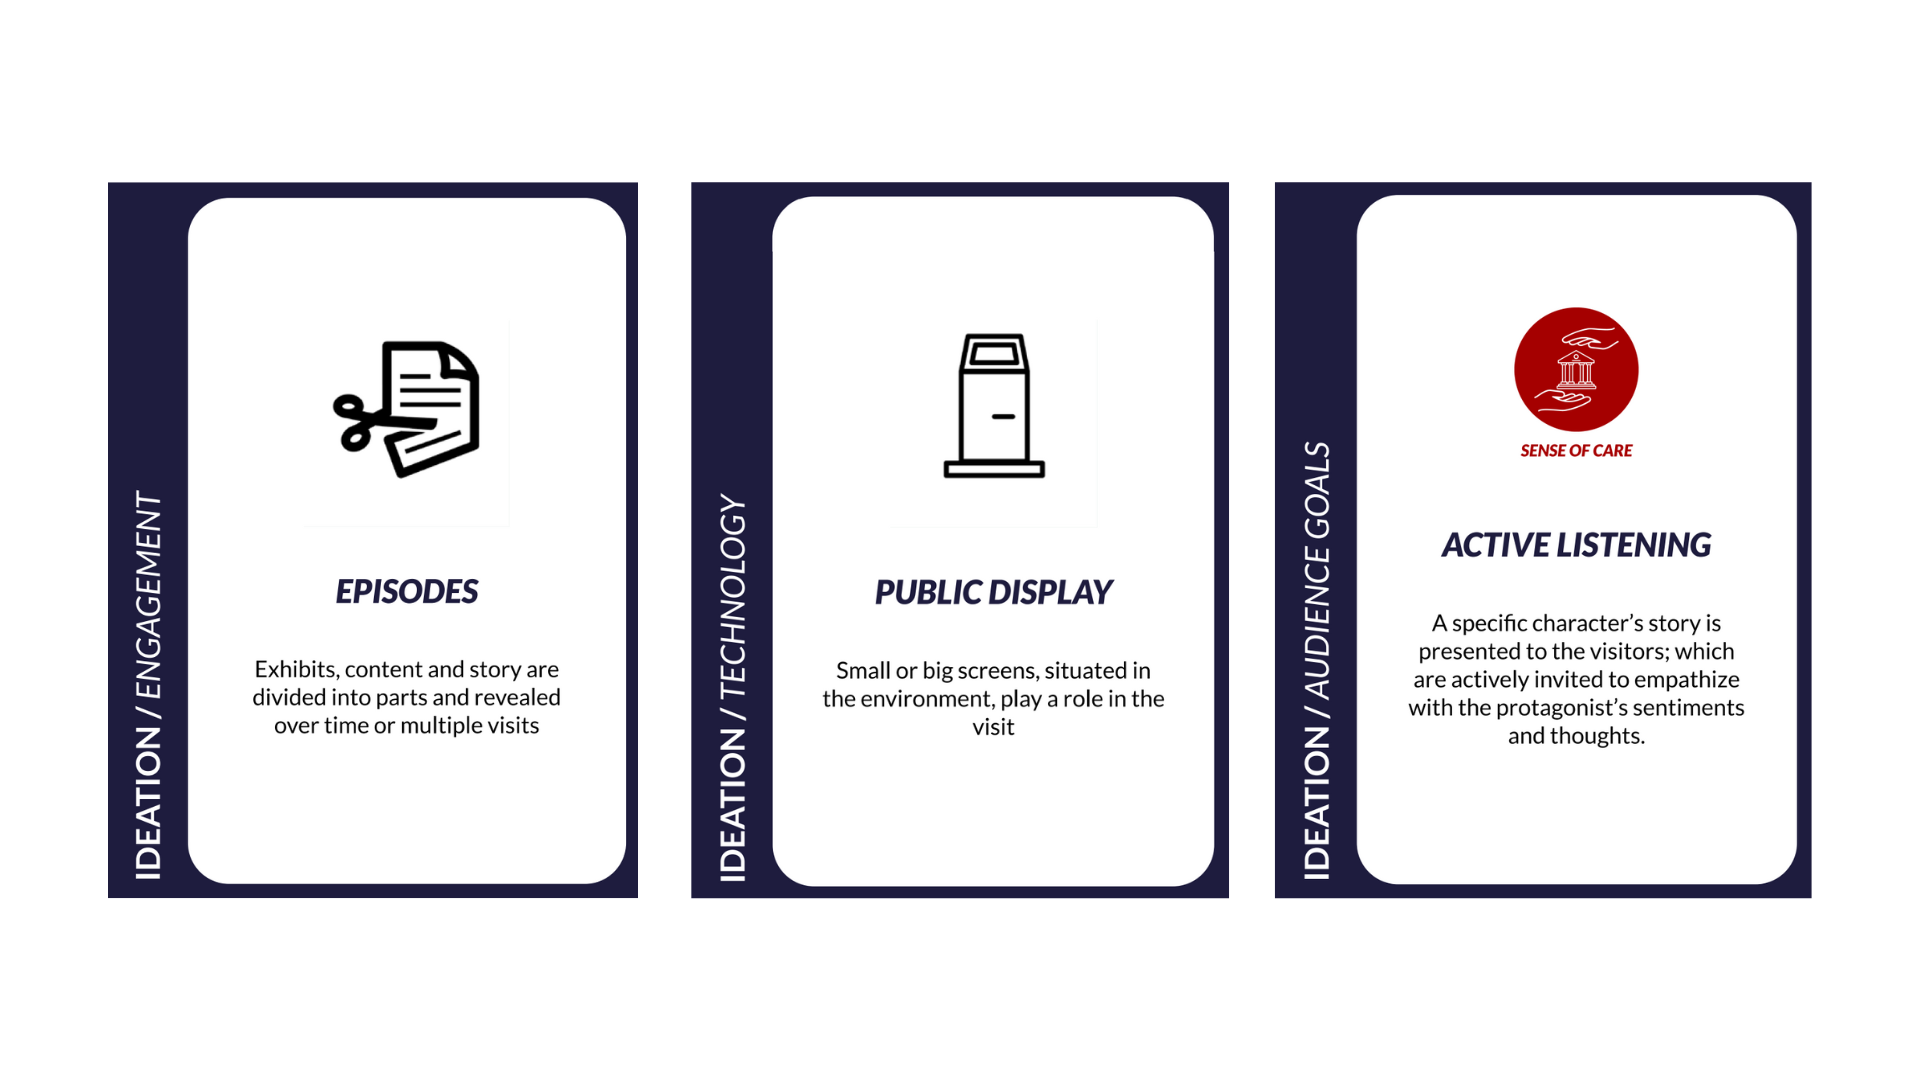 IDEATION / ENGAGEMENT
EPISODES
Exhibits, content and story are
divided into parts and revealed
over time or multiple visits
IDEATION / TECHNOLOGY
PUBLIC DISPLAY
Small or big screens, situated in
the environment, play a role in the
visit
IDEATION / AUDIENCE GOALS
SENSE OF CARE
ACTIVE LISTENING
A specific character’s story is
presented to the visitors; which
are actively invited to empathize
with the protagonist’s sentiments
and thoughts.